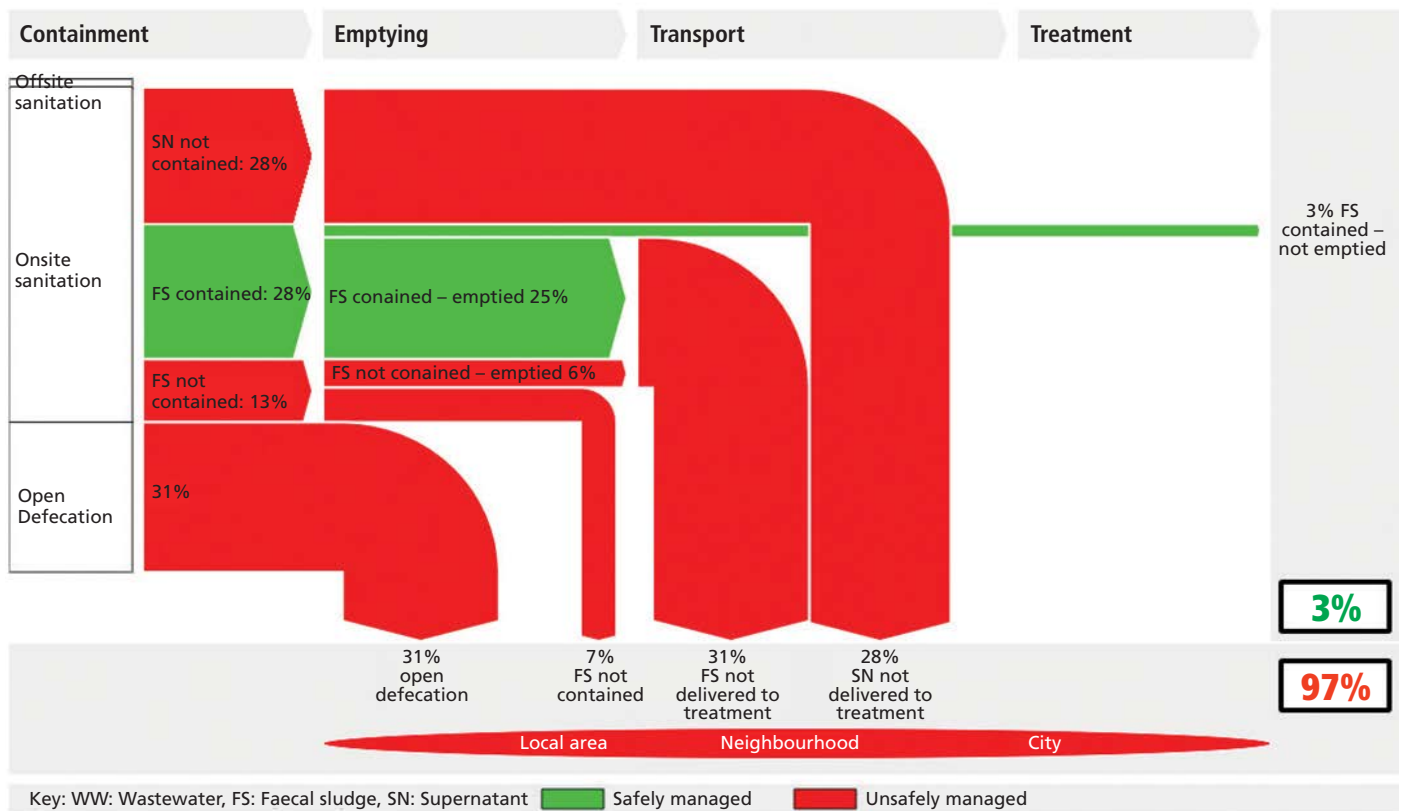 Containment
Emptying
Transport
Treatment
Offsite
sanitation
SN not
contained: 28%
3% FS
contained –
not emptied
Onsite
sanitation
FS contained: 28%
FS conained – emptied 25%
FS not
contained: 13%
FS not conained – emptied 6%
Open
Defecation
31%
3%
31%
open
defecation
7%
FS not
contained
31%
FS not
delivered to
treatment
28%
SN not
delivered to
treatment
97%
Local area
Neighbourhood
City
Key: WW: Wastewater, FS: Faecal sludge, SN: Supernatant
Safely managed
Unsafely managed